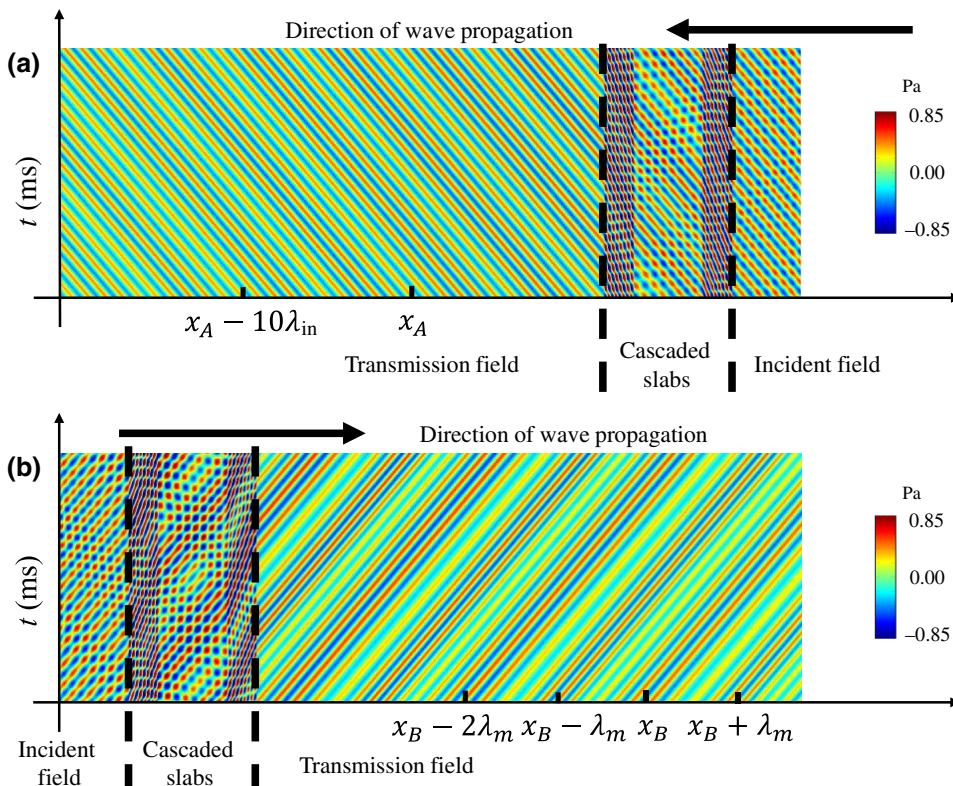 Direction of wave propagation
(a)
Pa
0.85
0.00
−0.85
t (ms)
x_A − 10λ_in
x_A
Transmission field
Cascaded
slabs
Incident field
Direction of wave propagation
(b)
Pa
0.85
0.00
−0.85
t (ms)
x_B − 2λ_m
x_B − λ_m
x_B
x_B + λ_m
Incident
field
Cascaded
slabs
Transmission field